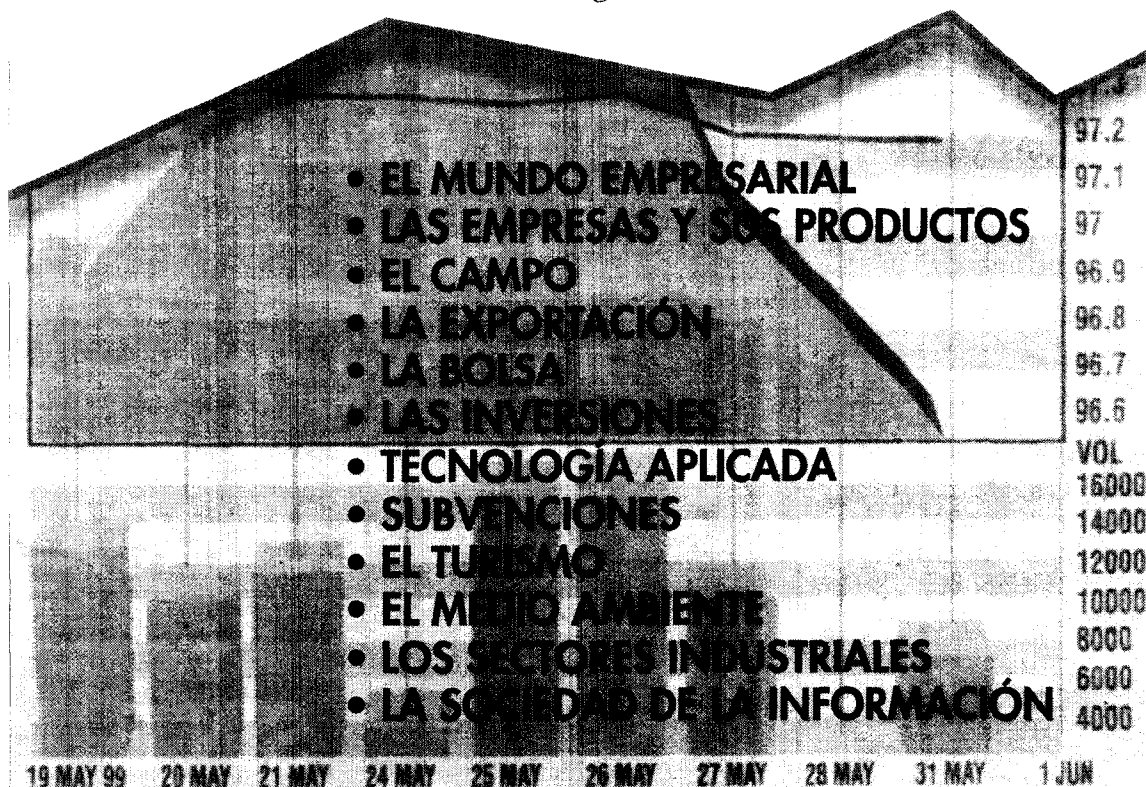 97.2
97.1
97
96.9
96.8
96.7
96.6
VOL
16000
14000
12000
10000
8000
6000
4000
• EL MUNDO EMPRESARIAL
• LAS EMPRESAS Y SUS PRODUCTOS
• EL CAMPO
• LA EXPORTACIÓN
• LA BOLSA
• LAS INVERSIONES
• TECNOLOGÍA APLICADA
• SUBVENCIONES
• EL TURISMO
• EL MEDIO AMBIENTE
• LOS SECTORES INDUSTRIALES
• LA SOCIEDAD DE LA INFORMACIÓN
19 MAY 99 20 MAY 21 MAY 24 MAY 25 MAY 26 MAY 27 MAY 28 MAY 31 MAY 1 JUN